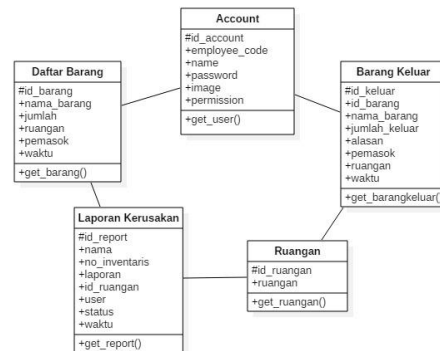 Account
#id_account
+employee_code
+name
+password
+image
+permission
+get_user()
Daftar Barang
#id_barang
+nama_barang
+jumlah
+ruangan
+pemasok
+waktu
+get_barang()
Barang Keluar
#id_keluar
+id_barang
+nama_barang
+jumlah_keluar
+alasan
+pemasok
+ruangan
+waktu
+get_barangkeluar()
Laporan Kerusakan
#id_report
+nama
+no_inventaris
+laporan
+id_ruangan
+user
+status
+waktu
+get_report()
Ruangan
#id_ruangan
+ruangan
+get_ruangan()